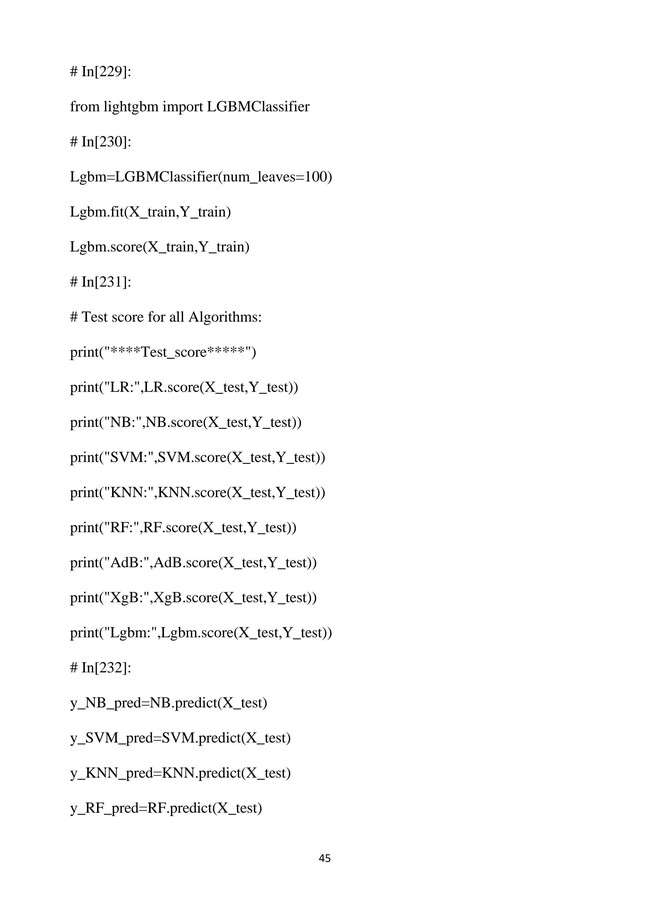 # In[229]:
from lightgbm import LGBMClassifier
# In[230]:
Lgbm=LGBMClassifier(num_leaves=100)
Lgbm.fit(X_train,Y_train)
Lgbm.score(X_train,Y_train)
# In[231]:
# Test score for all Algorithms:
print("****Test_score*****")
print("LR:",LR.score(X_test,Y_test))
print("NB:",NB.score(X_test,Y_test))
print("SVM:",SVM.score(X_test,Y_test))
print("KNN:",KNN.score(X_test,Y_test))
print("RF:",RF.score(X_test,Y_test))
print("AdB:",AdB.score(X_test,Y_test))
print("XgB:",XgB.score(X_test,Y_test))
print("Lgbm:",Lgbm.score(X_test,Y_test))
# In[232]:
y_NB_pred=NB.predict(X_test)
y_SVM_pred=SVM.predict(X_test)
y_KNN_pred=KNN.predict(X_test)
y_RF_pred=RF.predict(X_test)
45